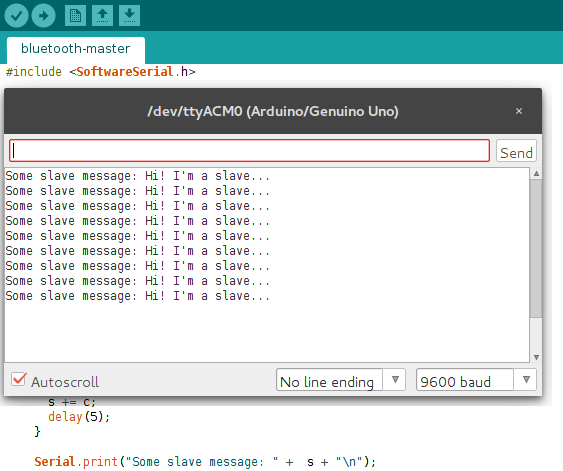 bluetooth-master
#include <SoftwareSerial.h>
/dev/ttyACM0 (Arduino/Genuino Uno)
Send
Some slave message: Hi! I'm a slave...
Some slave message: Hi! I'm a slave...
Some slave message: Hi! I'm a slave...
Some slave message: Hi! I'm a slave...
Some slave message: Hi! I'm a slave...
Some slave message: Hi! I'm a slave...
Some slave message: Hi! I'm a slave...
Some slave message: Hi! I'm a slave...
Some slave message: Hi! I'm a slave...
Autoscroll No line ending 9600 baud
s += c;
delay(5);
}
Serial.print("Some slave message: " + s + "\n");